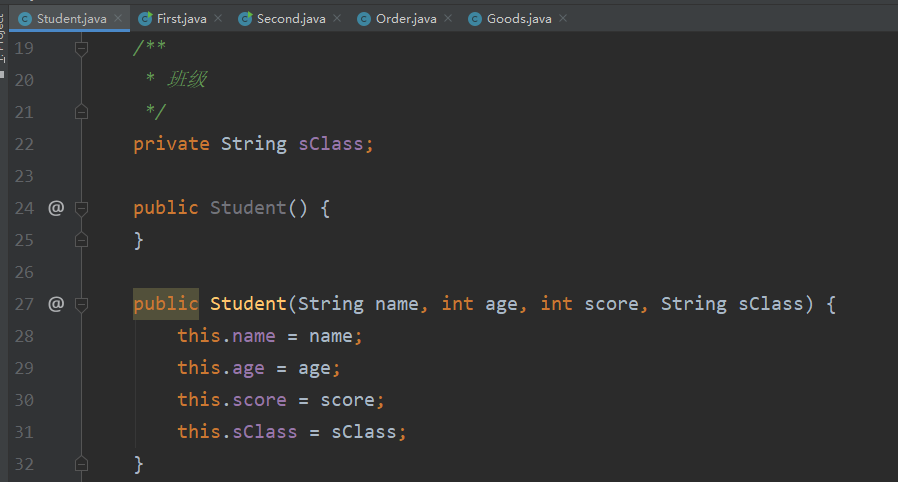 Student.java First.java Second.java Order.java Goods.java
19 /**
20 * 班级
21 */
22 private String sClass;
23
24 @ public Student() {
25 }
26
27 @ public Student(String name, int age, int score, String sClass) {
28 this.name = name;
29 this.age = age;
30 this.score = score;
31 this.sClass = sClass;
32 }